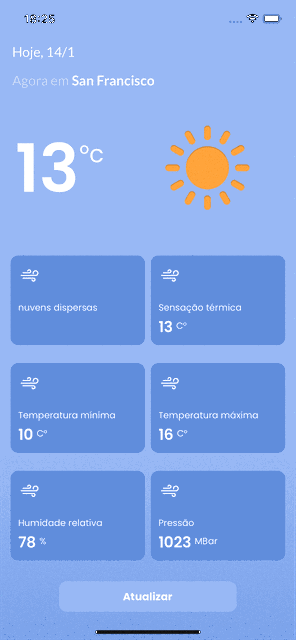 18:25
Hoje, 14/1
Agora em San Francisco
13 °C
nuvens dispersas
Sensação térmica
13 C°
Temperatura mínima
10 C°
Temperatura máxima
16 C°
Humidade relativa
78 %
Pressão
1023 MBar
Atualizar